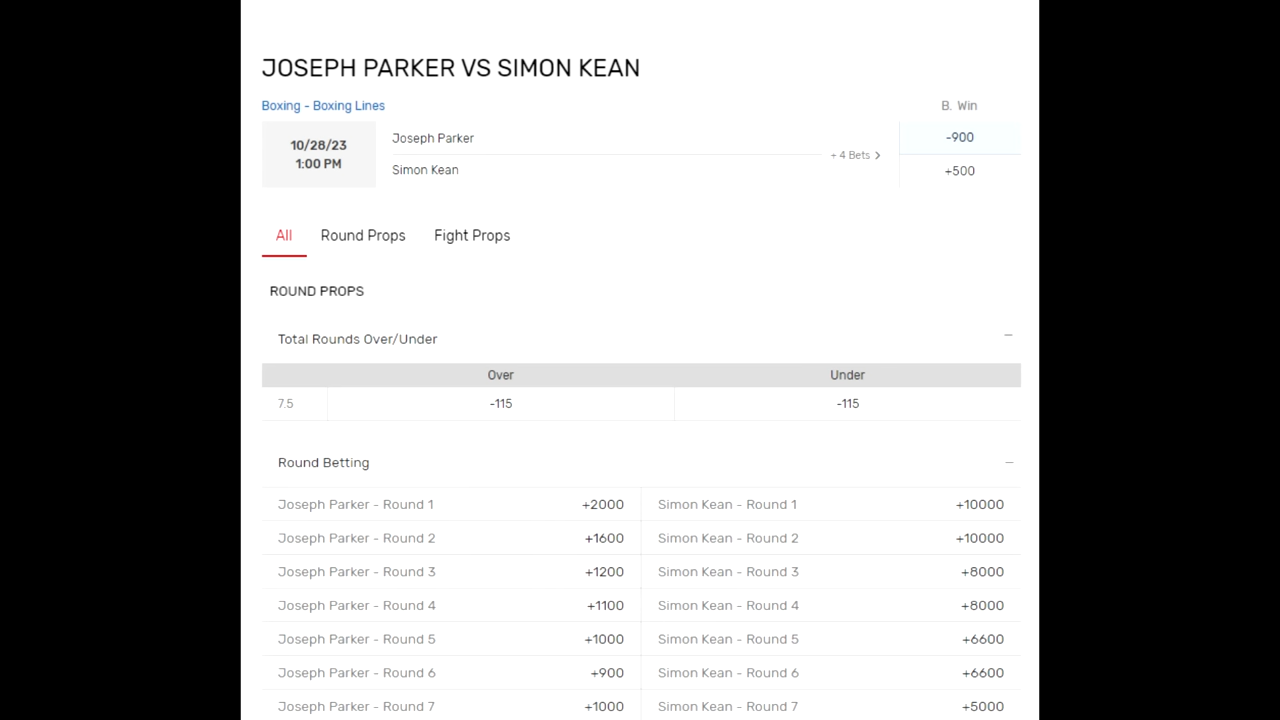 JOSEPH PARKER VS SIMON KEAN
Boxing - Boxing Lines B. Win
10/28/23
1:00 PM
Joseph Parker -900
+ 4 Bets
Simon Kean +500
All Round Props Fight Props
ROUND PROPS
Total Rounds Over/Under
Over Under
7.5 -115 -115
Round Betting
Joseph Parker - Round 1 +2000 Simon Kean - Round 1 +10000
Joseph Parker - Round 2 +1600 Simon Kean - Round 2 +10000
Joseph Parker - Round 3 +1200 Simon Kean - Round 3 +8000
Joseph Parker - Round 4 +1100 Simon Kean - Round 4 +8000
Joseph Parker - Round 5 +1000 Simon Kean - Round 5 +6600
Joseph Parker - Round 6 +900 Simon Kean - Round 6 +6600
Joseph Parker - Round 7 +1000 Simon Kean - Round 7 +5000